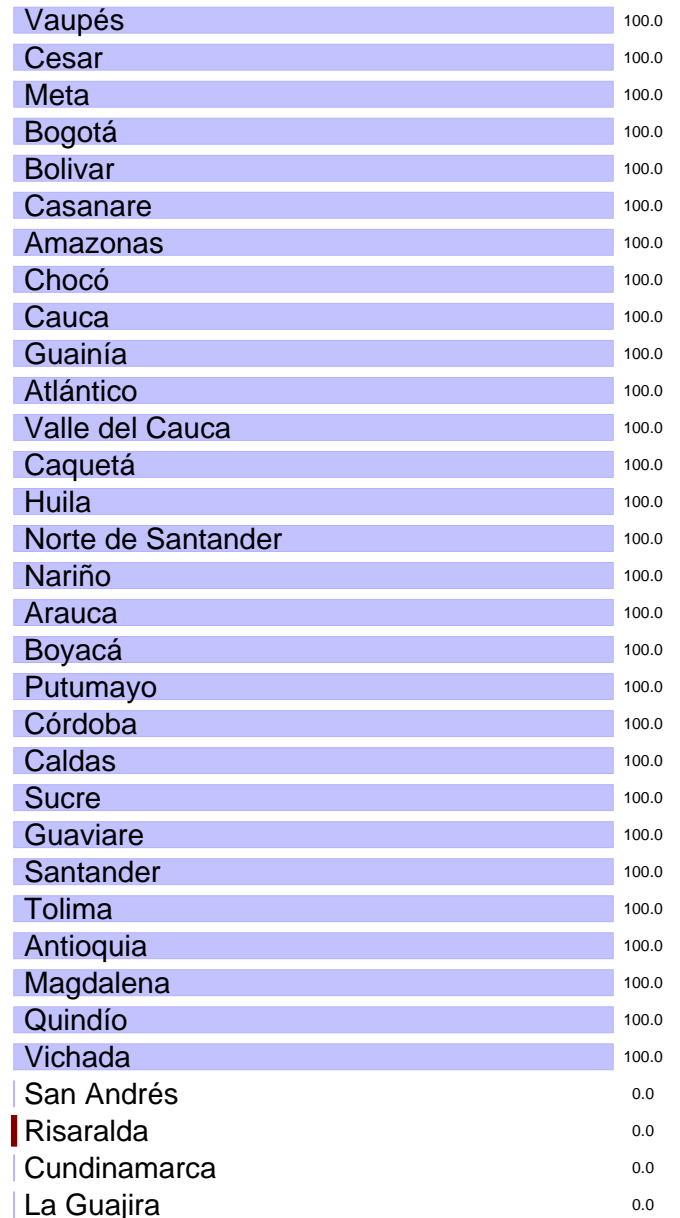 Vaupés 100.0
Cesar 100.0
Meta 100.0
Bogotá 100.0
Bolivar 100.0
Casanare 100.0
Amazonas 100.0
Chocó 100.0
Cauca 100.0
Guainía 100.0
Atlántico 100.0
Valle del Cauca 100.0
Caquetá 100.0
Huila 100.0
Norte de Santander 100.0
Nariño 100.0
Arauca 100.0
Boyacá 100.0
Putumayo 100.0
Córdoba 100.0
Caldas 100.0
Sucre 100.0
Guaviare 100.0
Santander 100.0
Tolima 100.0
Antioquia 100.0
Magdalena 100.0
Quindío 100.0
Vichada 100.0
San Andrés 0.0
Risaralda 0.0
Cundinamarca 0.0
La Guajira 0.0